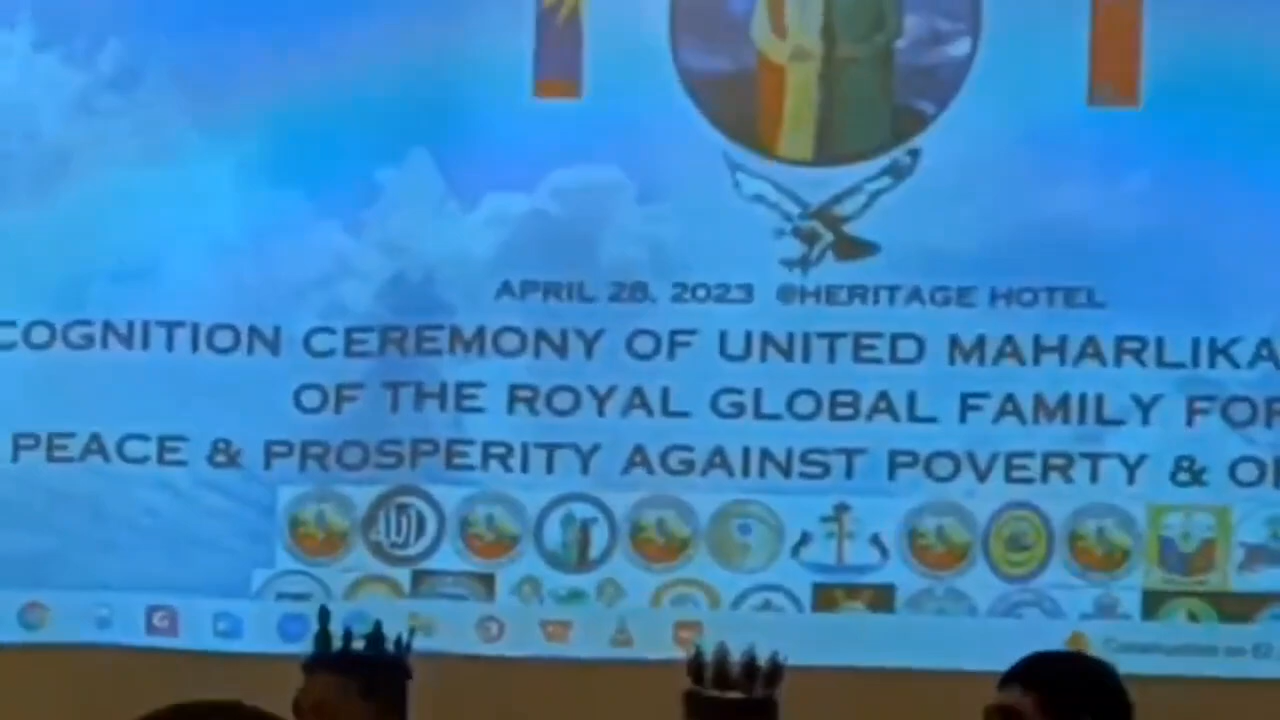 APRIL 28, 2023 @HERITAGE HOTEL
COGNITION CEREMONY OF UNITED MAHARLIKA
OF THE ROYAL GLOBAL FAMILY FOR
PEACE & PROSPERITY AGAINST POVERTY &